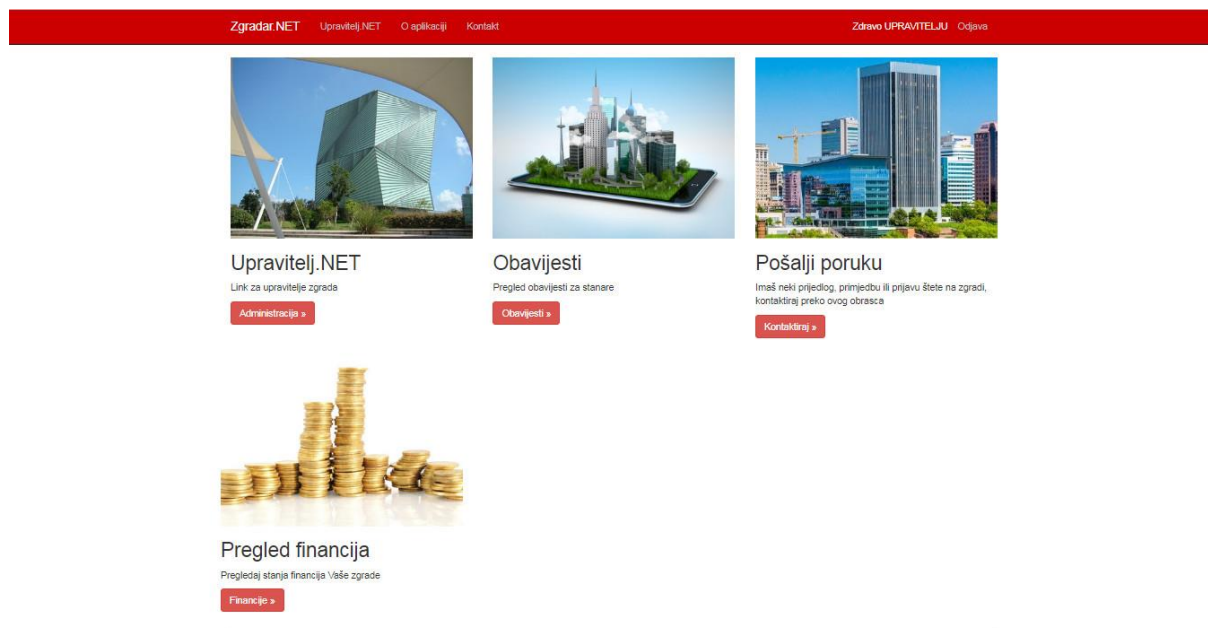 Zgradar.NET Upravitelj.NET O aplikaciji Kontakt Zdravo UPRAVITELJU Odjava
Upravitelj.NET
Link za upravitelje zgrada
Administracija »
Obavijesti
Pregled obavijesti za stanare
Obavijesti »
Pošalji poruku
Imaš neki prijedlog, primjedbu ili prijavu štete na zgradi,
kontaktiraj preko ovog obrasca
Kontaktiraj »
Pregled financija
Pregledaj stanja financija Vaše zgrade
Financije »